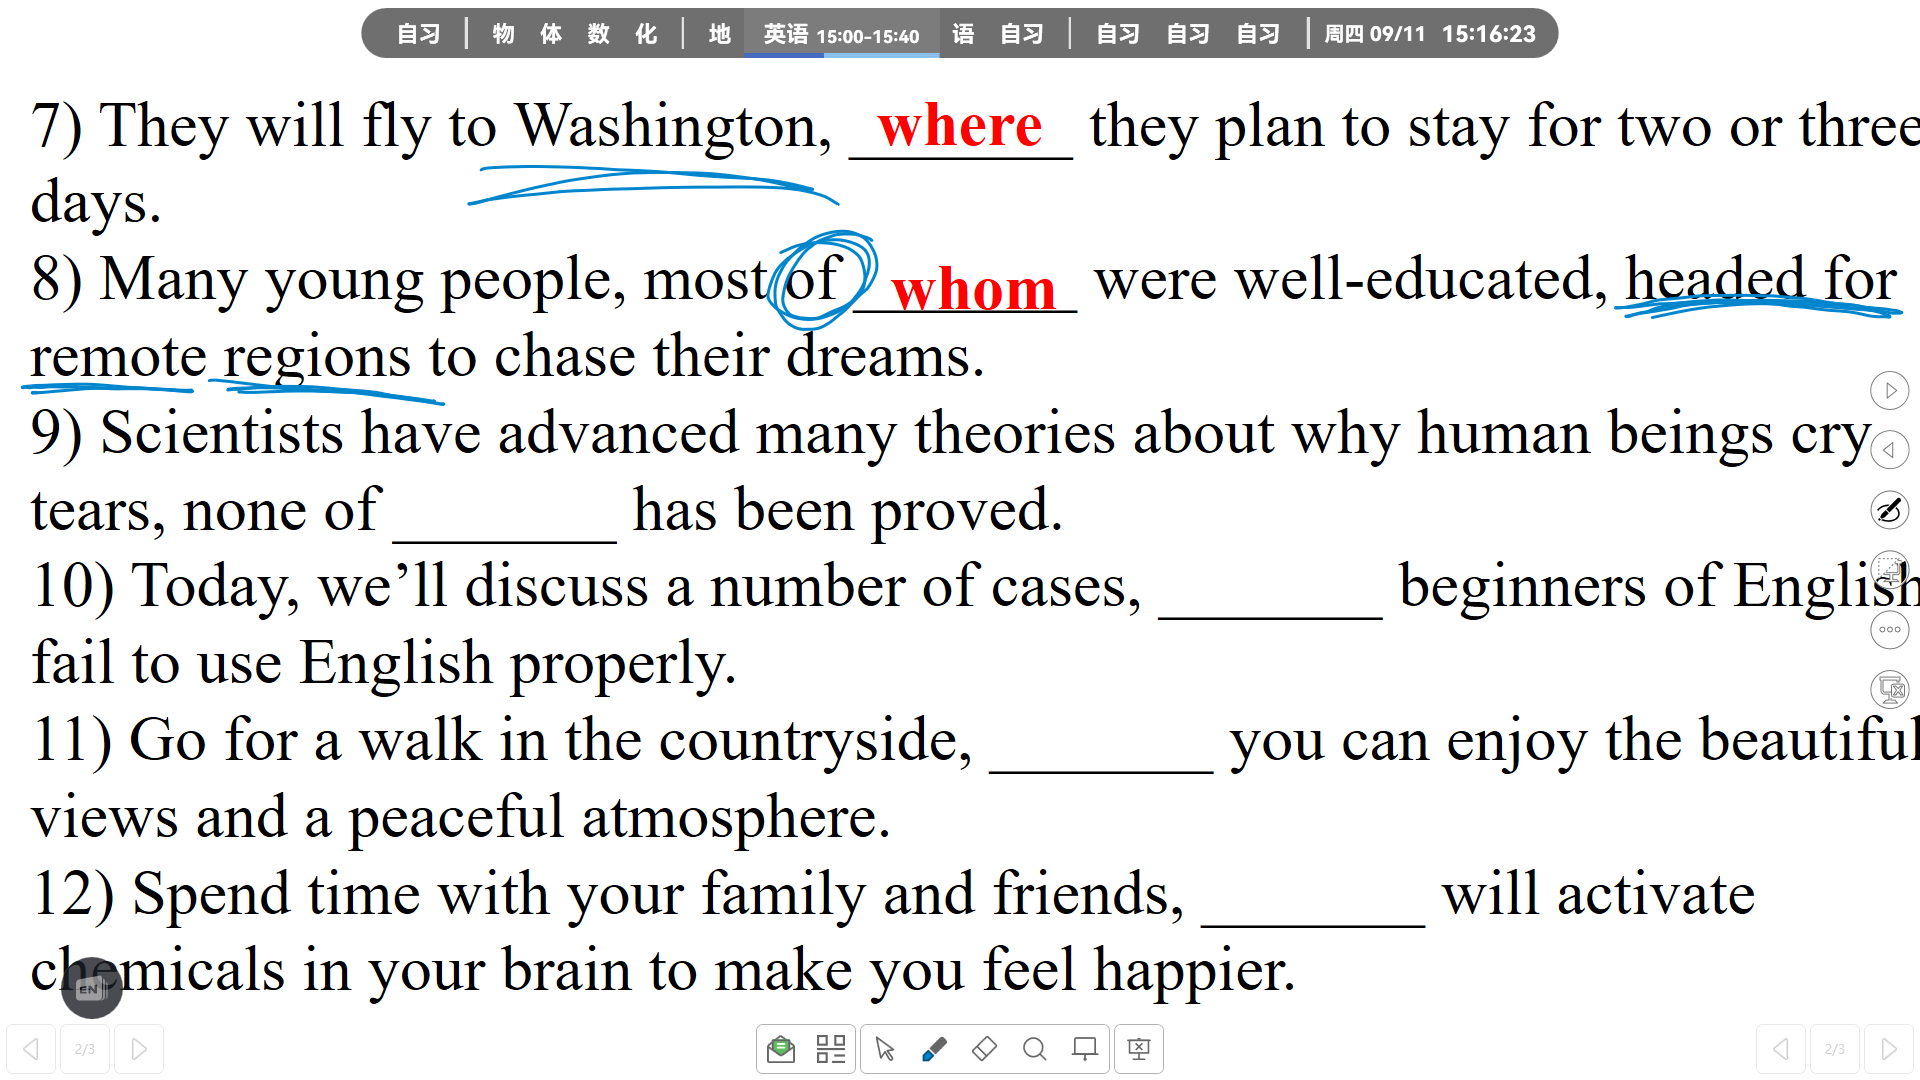 自习 | 物 体 数 化 | 地 英语 15:00-15:40 语 自习 | 自习 自习 自习 | 周四 09/11 15:16:23
7) They will fly to Washington, where they plan to stay for two or three
days.
8) Many young people, most of whom were well-educated, headed for
remote regions to chase their dreams.
9) Scientists have advanced many theories about why human beings cry
tears, none of ________ has been proved.
10) Today, we’ll discuss a number of cases, ________ beginners of English
fail to use English properly.
11) Go for a walk in the countryside, ________ you can enjoy the beautiful
views and a peaceful atmosphere.
12) Spend time with your family and friends, ________ will activate
chemicals in your brain to make you feel happier.
EN
2/3 2/3